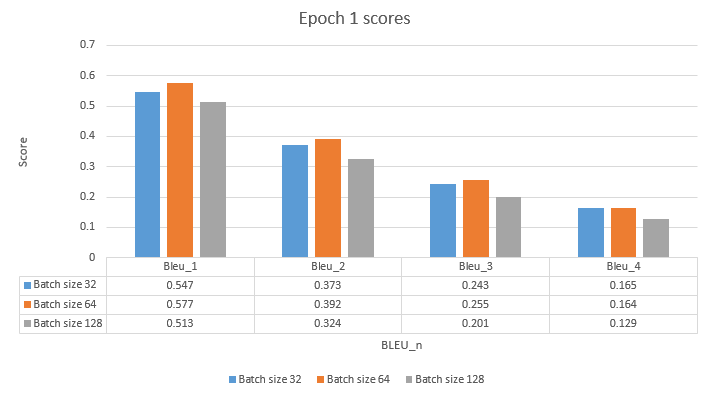 Epoch 1 scores
0.7
0.6
0.5
0.4
0.3
0.2
0.1
0
Score
Bleu_1 Bleu_2 Bleu_3 Bleu_4
Batch size 32 0.547 0.373 0.243 0.165
Batch size 64 0.577 0.392 0.255 0.164
Batch size 128 0.513 0.324 0.201 0.129
BLEU_n
Batch size 32 Batch size 64 Batch size 128